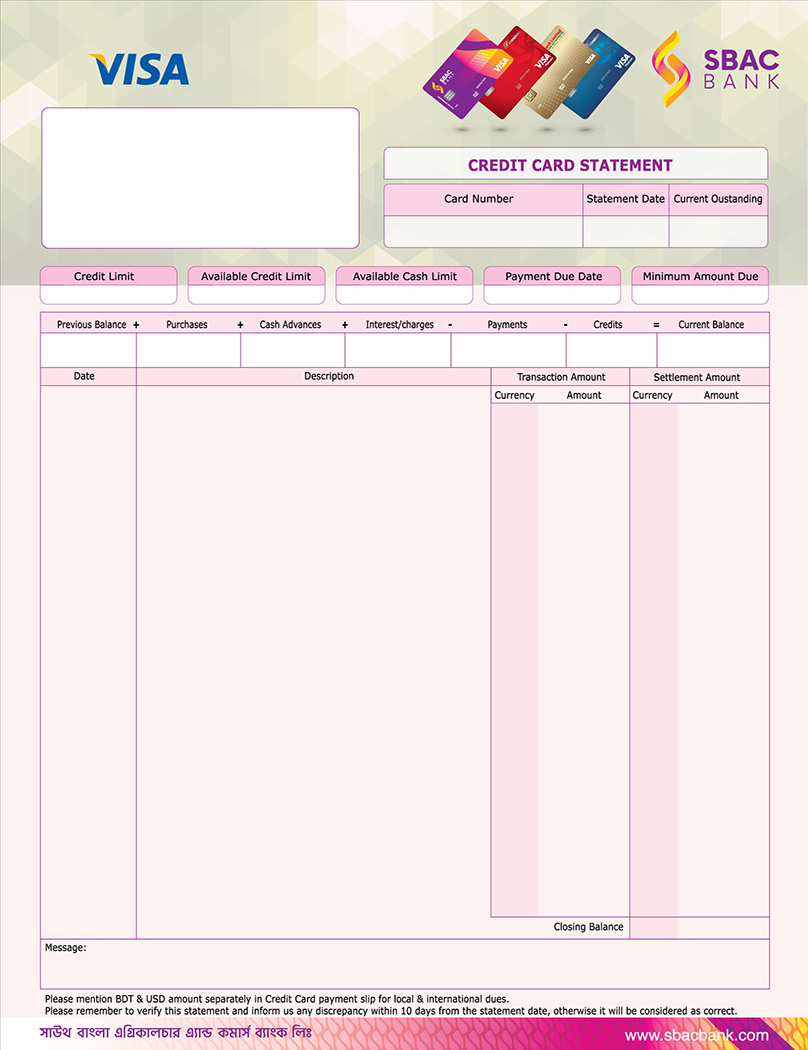 VISA
SBAC
BANK
CREDIT CARD STATEMENT
Card Number Statement Date Current Oustanding
Credit Limit Available Credit Limit Available Cash Limit Payment Due Date Minimum Amount Due
Previous Balance + Purchases + Cash Advances + Interest/charges - Payments - Credits = Current Balance
Date Description Transaction Amount Settlement Amount
Currency Amount Currency Amount
Closing Balance
Message:
Please mention BDT & USD amount separately in Credit Card payment slip for local & international dues.
Please remember to verify this statement and inform us any discrepancy within 10 days from the statement date, otherwise it will be considered as correct.
সাউথ বাংলা এগ্রিকালচার এ্যান্ড কমার্স ব্যাংক লিঃ
www.sbacbank.com